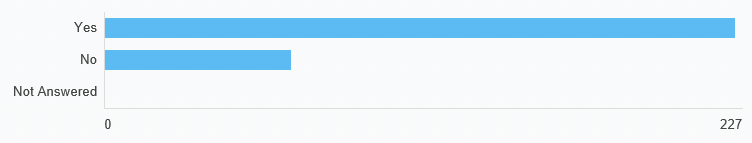 Yes
No
Not Answered
0 227